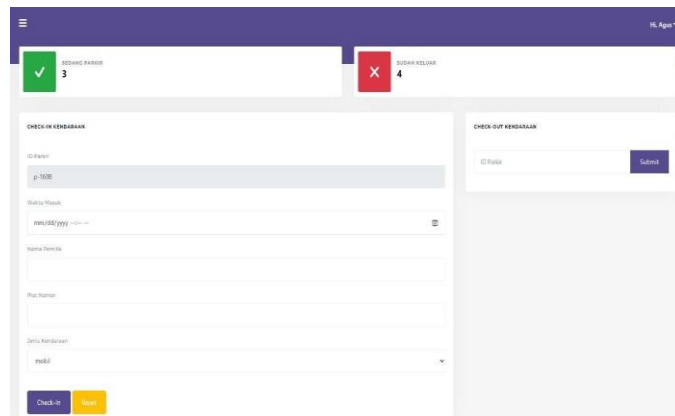 Hi, Agus
SEDANG PARKIR
3
SUDAH KELUAR
4
CHECK-IN KENDARAAN
ID Parkir
p-1698
Waktu Masuk
mm/dd/yyyy --:-- --
Nama Pemilik
Plat Nomor
Jenis Kendaraan
mobil
Check-In
Reset
CHECK-OUT KENDARAAN
ID Parkir
Submit